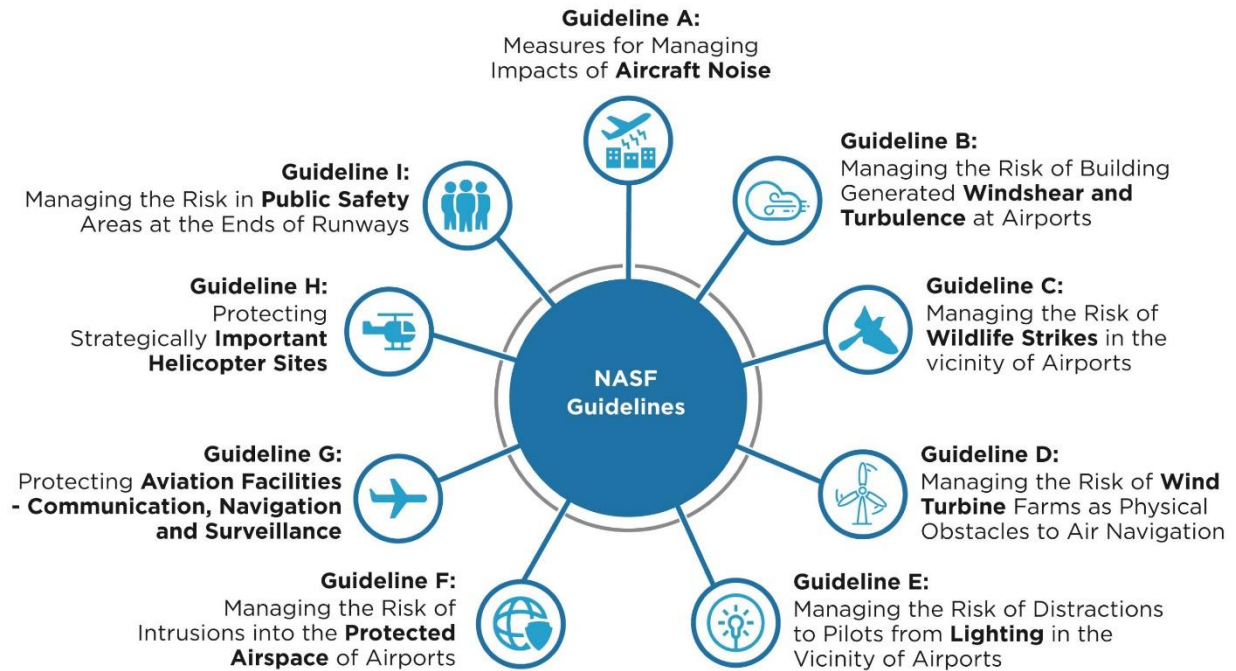 Guideline A:
Measures for Managing
Impacts of Aircraft Noise
Guideline B:
Managing the Risk of Building
Generated Windshear and
Turbulence at Airports
Guideline C:
Managing the Risk of
Wildlife Strikes in the
vicinity of Airports
Guideline D:
Managing the Risk of Wind
Turbine Farms as Physical
Obstacles to Air Navigation
Guideline E:
Managing the Risk of Distractions
to Pilots from Lighting in the
Vicinity of Airports
Guideline F:
Managing the Risk of
Intrusions into the Protected
Airspace of Airports
Guideline G:
Protecting Aviation Facilities
- Communication, Navigation
and Surveillance
Guideline H:
Protecting
Strategically Important
Helicopter Sites
Guideline I:
Managing the Risk in Public Safety
Areas at the Ends of Runways
NASF
Guidelines